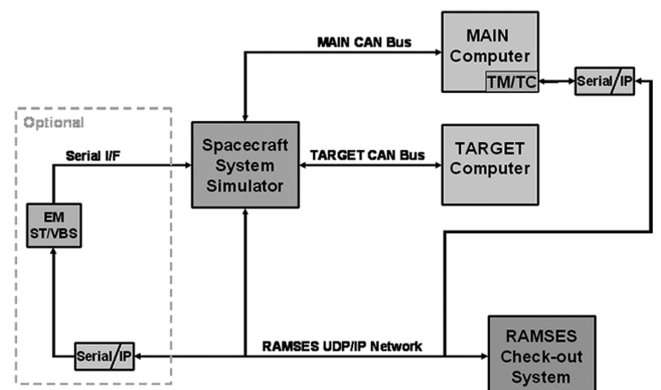 MAIN CAN Bus
MAIN
Computer
TM/TC
Serial/IP
Optional
Serial I/F
Spacecraft
System
Simulator
TARGET CAN Bus
TARGET
Computer
EM
ST/VBS
Serial/IP
RAMSES UDP/IP Network
RAMSES
Check-out
System